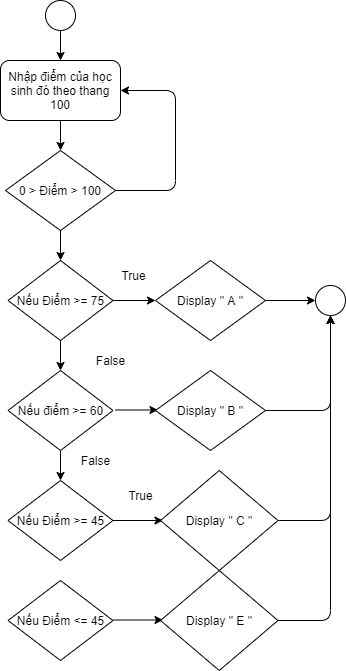 Nhập điểm của học
sinh đó theo thang
100
0 > Điểm > 100
True
Nếu Điểm >= 75
Display " A "
False
Nếu điểm >= 60
Display " B "
False
True
Nếu Điểm >= 45
Display " C "
Nếu Điểm <= 45
Display " E "